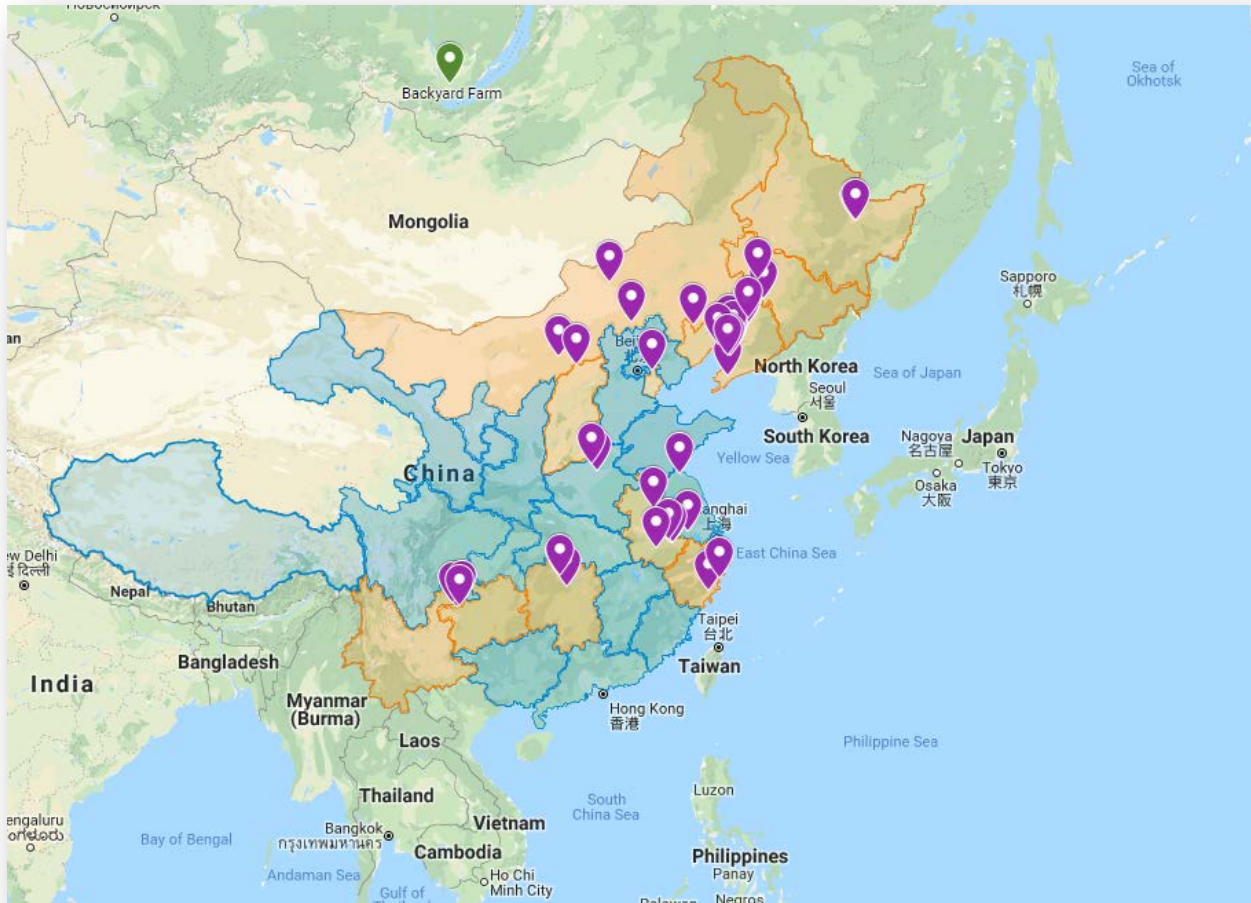 Новосибирск
Sea of
Okhotsk
Backyard Farm
Mongolia
Sapporo
札幌
North Korea
Sea of Japan
Seoul
서울
South Korea
Yellow Sea
Nagoya
名古屋
Japan
Tokyo
東京
Osaka
大阪
China
anghai
上海
East China Sea
ew Delhi
ई दिल्ली
Nepal
Bhutan
Taipei
台北
Taiwan
Bangladesh
India
Myanmar
(Burma)
Hong Kong
香港
Laos
Philippine Sea
Thailand
Luzon
South
China Sea
Vietnam
engaluru
Bay of Bengal
Bangkok
กรุงเทพมหานคร
Cambodia
Philippines
Panay
Andaman Sea
Ho Chi
Minh City
Gulf of
Negros